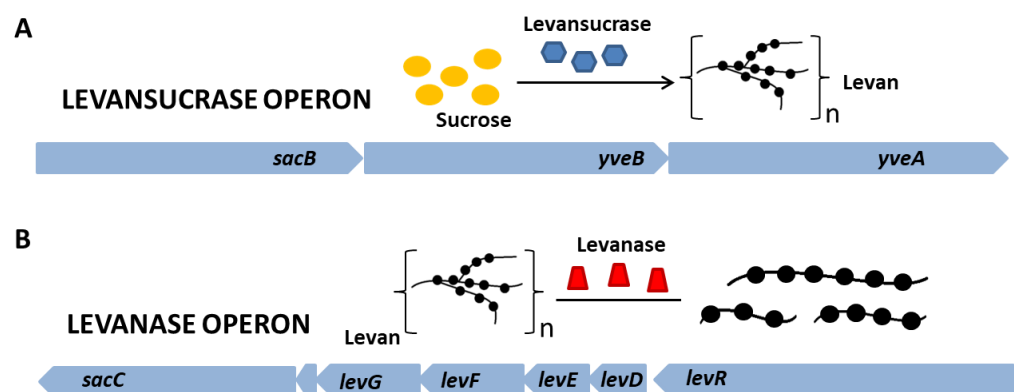 A
Levansucrase
LEVANSUCRASE OPERON
Sucrose
Levan
n
sacB yveB yveA
B
Levanase
LEVANASE OPERON
Levan
n
sacC levG levF levE levD levR